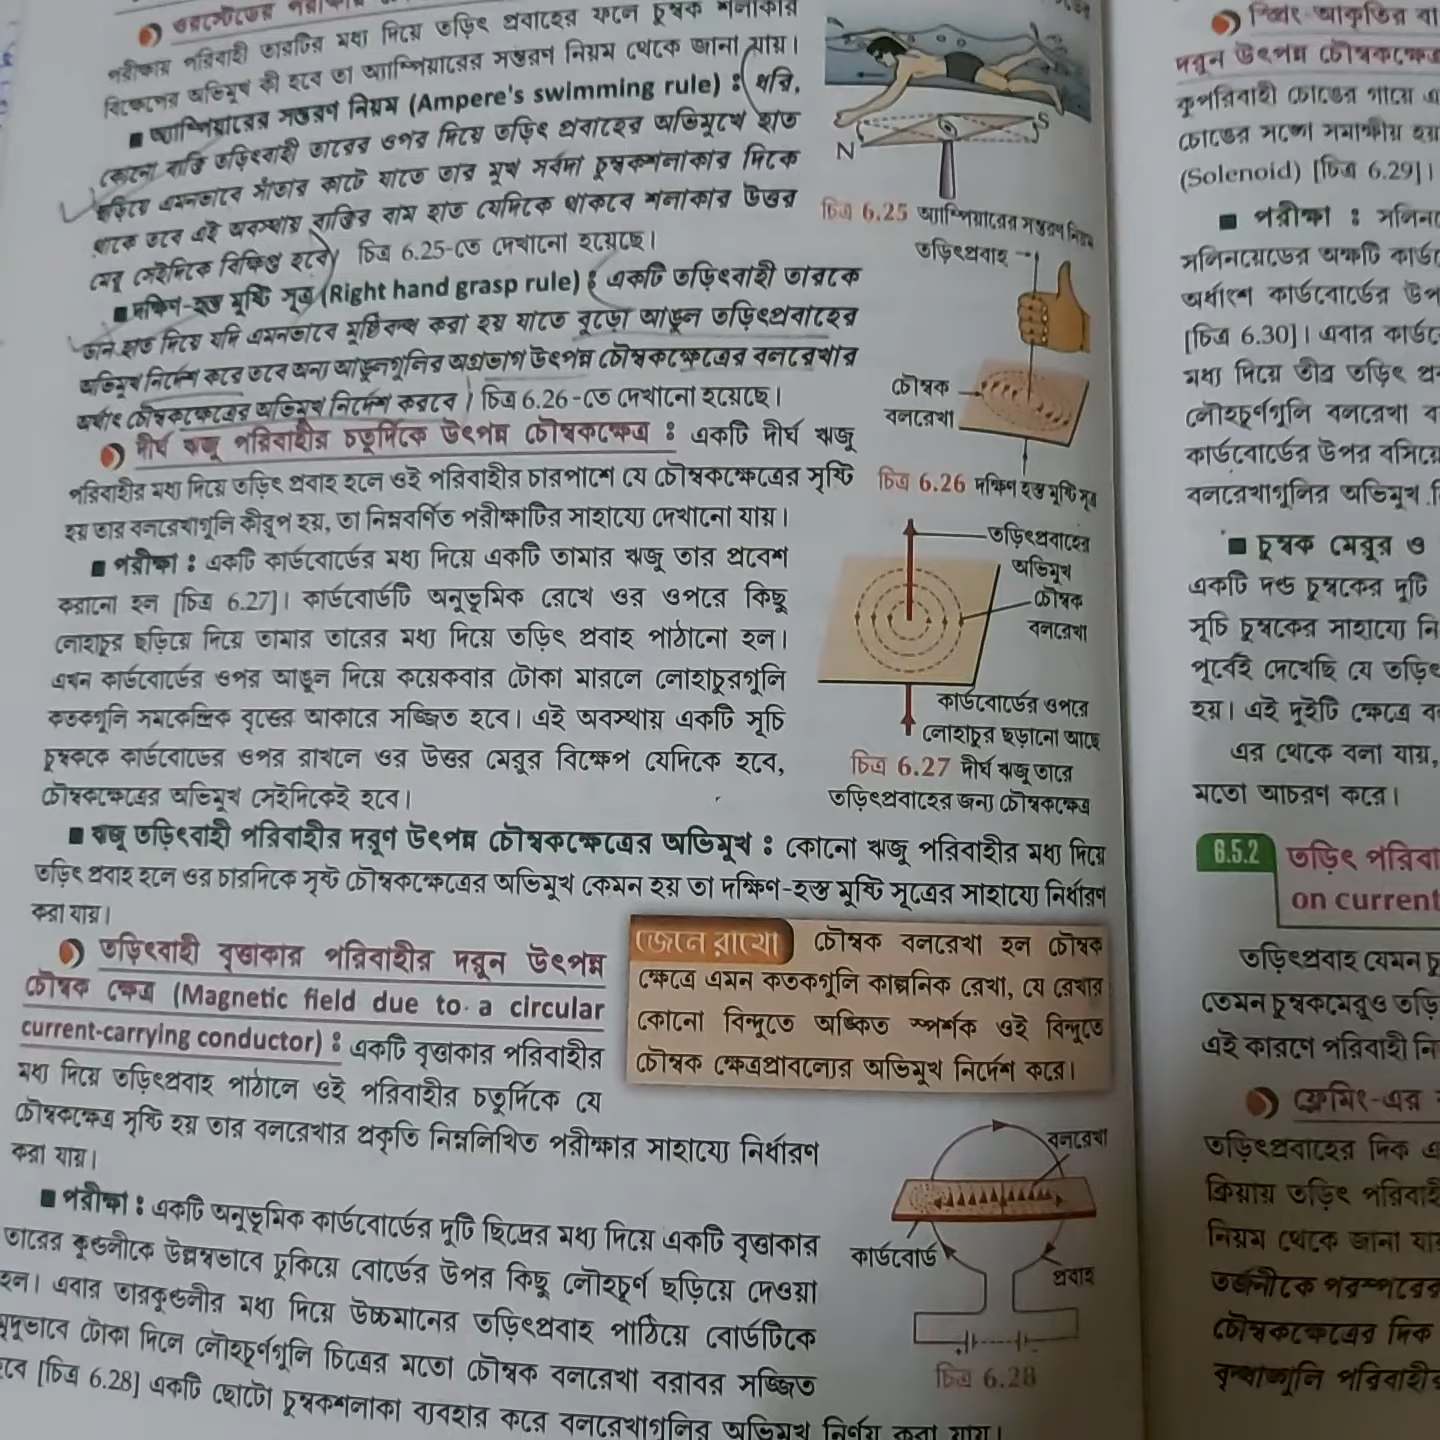 পরীক্ষায় পরিবাহী তারটির মধ্য দিয়ে তড়িৎ প্রবাহের ফলে চুম্বক শলাকার
বিক্ষেপের অভিমুখ কী হবে তা অ্যাম্পিয়ারের সন্তরণ নিয়ম থেকে জানা যায়।
■ অ্যাম্পিয়ারের সন্তরণ নিয়ম (Ampere's swimming rule) : ধরি,
কোনো ব্যক্তি তড়িৎবাহী তারের ওপর দিয়ে তড়িৎ প্রবাহের অভিমুখে হাত
ছড়িয়ে এমনভাবে সাঁতার কাটে যাতে তার মুখ সর্বদা চুম্বকশলাকার দিকে
থাকে তবে এই অবস্থায় ব্যক্তির বাম হাত যেদিকে থাকবে শলাকার উত্তর
মেরু সেইদিকে বিক্ষিপ্ত হবে। চিত্র 6.25-তে দেখানো হয়েছে।
N
S
চিত্র 6.25 অ্যাম্পিয়ারের সন্তরণ নিয়ম
■ দক্ষিণ-হস্ত মুষ্টি সূত্র (Right hand grasp rule) : একটি তড়িৎবাহী তারকে
ডান হাত দিয়ে যদি এমনভাবে মুষ্টিবদ্ধ করা হয় যাতে বুড়ো আঙুল তড়িৎপ্রবাহের
অভিমুখ নির্দেশ করে তবে অন্য আঙুলগুলির অগ্রভাগ উৎপন্ন চৌম্বকক্ষেত্রের বলরেখার
অর্থাৎ চৌম্বকক্ষেত্রের অভিমুখ নির্দেশ করবে। চিত্র 6.26-তে দেখানো হয়েছে।
তড়িৎপ্রবাহ
চৌম্বক
বলরেখা
চিত্র 6.26 দক্ষিণ হস্ত মুষ্টি সূত্র
দীর্ঘ ঋজু পরিবাহীর চতুর্দিকে উৎপন্ন চৌম্বকক্ষেত্র : একটি দীর্ঘ ঋজু
পরিবাহীর মধ্য দিয়ে তড়িৎ প্রবাহ হলে ওই পরিবাহীর চারপাশে যে চৌম্বকক্ষেত্রের সৃষ্টি
হয় তার বলরেখাগুলি কীরূপ হয়, তা নিম্নবর্ণিত পরীক্ষাটির সাহায্যে দেখানো যায়।
■ পরীক্ষা : একটি কার্ডবোর্ডের মধ্য দিয়ে একটি তামার ঋজু তার প্রবেশ
করানো হল [চিত্র 6.27]। কার্ডবোর্ডটি অনুভূমিক রেখে ওর ওপরে কিছু
লোহাচুর ছড়িয়ে দিয়ে তামার তারের মধ্য দিয়ে তড়িৎ প্রবাহ পাঠানো হল।
এখন কার্ডবোর্ডের ওপর আঙুল দিয়ে কয়েকবার টোকা মারলে লোহাচুরগুলি
কতকগুলি সমকেন্দ্রিক বৃত্তের আকারে সজ্জিত হবে। এই অবস্থায় একটি সূচি
চুম্বককে কার্ডবোর্ডের ওপর রাখলে ওর উত্তর মেরুর বিক্ষেপ যেদিকে হবে,
চৌম্বকক্ষেত্রের অভিমুখ সেইদিকেই হবে।
তড়িৎপ্রবাহের
অভিমুখ
চৌম্বক
বলরেখা
কার্ডবোর্ডের ওপরে
লোহাচুর ছড়ানো আছে
চিত্র 6.27 দীর্ঘ ঋজু তারে
তড়িৎপ্রবাহের জন্য চৌম্বকক্ষেত্র
■ ঋজু তড়িৎবাহী পরিবাহীর দরুণ উৎপন্ন চৌম্বকক্ষেত্রের অভিমুখ : কোনো ঋজু পরিবাহীর মধ্য দিয়ে
তড়িৎ প্রবাহ হলে ওর চারদিকে সৃষ্ট চৌম্বকক্ষেত্রের অভিমুখ কেমন হয় তা দক্ষিণ-হস্ত মুষ্টি সূত্রের সাহায্যে নির্ধারণ
করা যায়।
তড়িৎবাহী বৃত্তাকার পরিবাহীর দরুন উৎপন্ন
চৌম্বক ক্ষেত্র (Magnetic field due to a circular
current-carrying conductor) : একটি বৃত্তাকার পরিবাহীর
মধ্য দিয়ে তড়িৎপ্রবাহ পাঠালে ওই পরিবাহীর চতুর্দিকে যে
চৌম্বকক্ষেত্র সৃষ্টি হয় তার বলরেখার প্রকৃতি নিম্নলিখিত পরীক্ষার সাহায্যে নির্ধারণ
করা যায়।
জেনে রাখো চৌম্বক বলরেখা হল চৌম্বক
ক্ষেত্রে এমন কতকগুলি কাল্পনিক রেখা, যে রেখার
কোনো বিন্দুতে অঙ্কিত স্পর্শক ওই বিন্দুতে
চৌম্বক ক্ষেত্রপ্রাবল্যের অভিমুখ নির্দেশ করে।
■ পরীক্ষা : একটি অনুভূমিক কার্ডবোর্ডের দুটি ছিদ্রের মধ্য দিয়ে একটি বৃত্তাকার
তারের কুণ্ডলীকে উল্লম্বভাবে ঢুকিয়ে বোর্ডের উপর কিছু লৌহচূর্ণ ছড়িয়ে দেওয়া
হল। এবার তারকুণ্ডলীর মধ্য দিয়ে উচ্চমানের তড়িৎপ্রবাহ পাঠিয়ে বোর্ডটিকে
মৃদুভাবে টোকা দিলে লৌহচূর্ণগুলি চিত্রের মতো চৌম্বক বলরেখা বরাবর সজ্জিত
হবে [চিত্র 6.28] একটি ছোটো চুম্বকশলাকা ব্যবহার করে বলরেখাগুলির অভিমুখ নির্ণয় করা যায়।
বলরেখা
কার্ডবোর্ড
প্রবাহ
চিত্র 6.28
স্প্রিং-আকৃতির
দরুন উৎপন্ন চৌম্বকক্ষেত্র
কুপরিবাহী চোঙের গায়ে
চোঙের সঙ্গে সমাক্ষীয়
(Solenoid) [চিত্র 6.29]।
■ পরীক্ষা :
সলিনয়েডের অক্ষটি
অর্ধাংশ কার্ডবোর্ডের
[চিত্র 6.30]। এবার
মধ্য দিয়ে তীব্র তড়িৎ
লৌহচূর্ণগুলি বলরেখা
কার্ডবোর্ডের উপর
বলরেখাগুলির অভিমুখ
■ চুম্বক মেরুর ও
একটি দণ্ড চুম্বকের দুটি
সূচি চুম্বকের সাহায্যে
পূর্বেই দেখেছি যে
হয়। এই দুইটি ক্ষেত্রে
এর থেকে বলা যায়,
মতো আচরণ করে।
6.5.2 তড়িৎ
on current
তড়িৎপ্রবাহ যেমন
তেমন চুম্বকমেরুও
এই কারণে পরিবাহী
ফ্লেমিং-এর
তড়িৎপ্রবাহের দিক
ক্রিয়ায় তড়িৎ
নিয়ম থেকে জানা
তর্জনীকে পরস্পরের
চৌম্বকক্ষেত্রের দিক